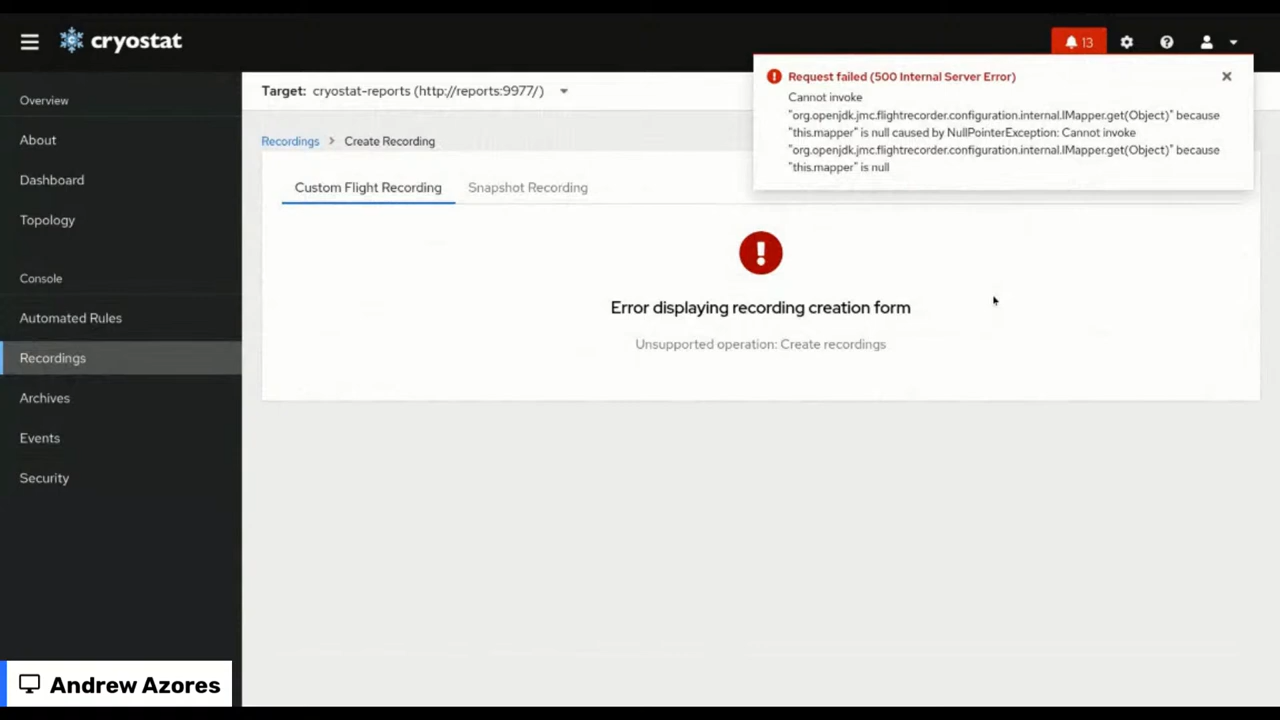 cryostat
13
Overview
About
Dashboard
Topology
Console
Automated Rules
Recordings
Archives
Events
Security
Target: cryostat-reports (http://reports:9977/)
Recordings > Create Recording
Custom Flight Recording Snapshot Recording
Request failed (500 Internal Server Error)
Cannot invoke
"org.openjdk.jmc.flightrecorder.configuration.internal.IMapper.get(Object)" because
"this.mapper" is null caused by NullPointerException: Cannot invoke
"org.openjdk.jmc.flightrecorder.configuration.internal.IMapper.get(Object)" because
"this.mapper" is null
Error displaying recording creation form
Unsupported operation: Create recordings
Andrew Azores